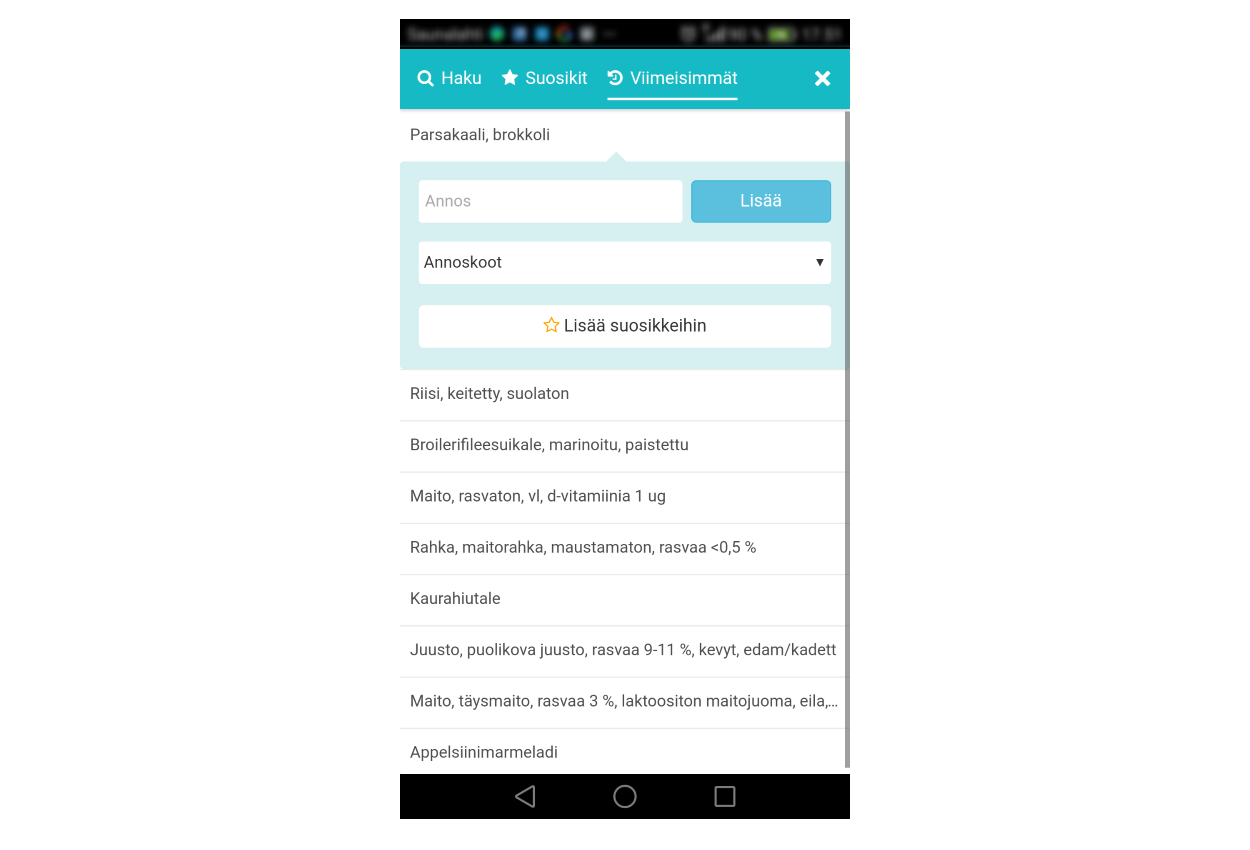 Haku Suosikit Viimeisimmät
Parsakaali, brokkoli
Annos Lisää
Annoskoot
Lisää suosikkeihin
Riisi, keitetty, suolaton
Broilerifileesuikale, marinoitu, paistettu
Maito, rasvaton, vl, d-vitamiinia 1 ug
Rahka, maitorahka, maustamaton, rasvaa <0,5 %
Kaurahiutale
Juusto, puolikova juusto, rasvaa 9-11 %, kevyt, edam/kadett
Maito, täysmaito, rasvaa 3 %, laktoositon maitojuoma, eila,...
Appelsiinimarmeladi